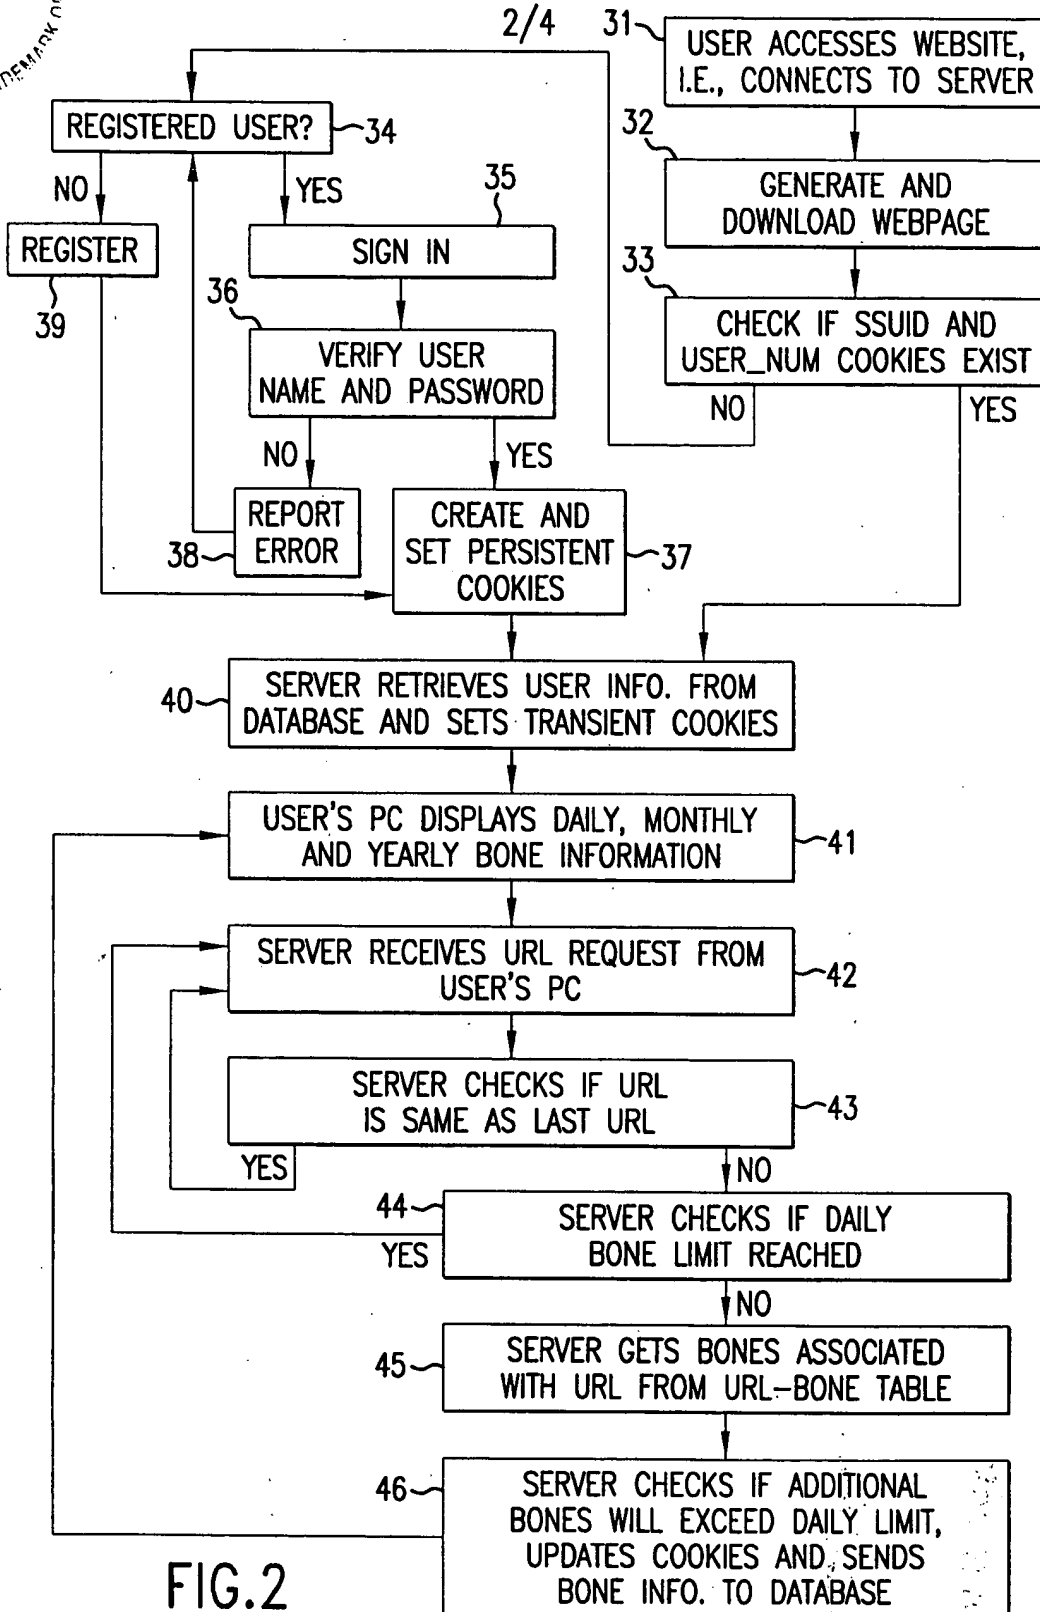 2/4
31
USER ACCESSES WEBSITE,
I.E., CONNECTS TO SERVER
32
GENERATE AND
DOWNLOAD WEBPAGE
33
CHECK IF SSUID AND
USER_NUM COOKIES EXIST
NO
YES
REGISTERED USER?
34
NO
YES
REGISTER
39
35
SIGN IN
36
VERIFY USER
NAME AND PASSWORD
NO
YES
REPORT
ERROR
38
CREATE AND
SET PERSISTENT
COOKIES
37
40
SERVER RETRIEVES USER INFO. FROM
DATABASE AND SETS TRANSIENT COOKIES
USER'S PC DISPLAYS DAILY, MONTHLY
AND YEARLY BONE INFORMATION
41
SERVER RECEIVES URL REQUEST FROM
USER'S PC
42
SERVER CHECKS IF URL
IS SAME AS LAST URL
43
YES
NO
44
SERVER CHECKS IF DAILY
BONE LIMIT REACHED
YES
NO
45
SERVER GETS BONES ASSOCIATED
WITH URL FROM URL-BONE TABLE
46
SERVER CHECKS IF ADDITIONAL
BONES WILL EXCEED DAILY LIMIT,
UPDATES COOKIES AND SENDS
BONE INFO. TO DATABASE
FIG.2